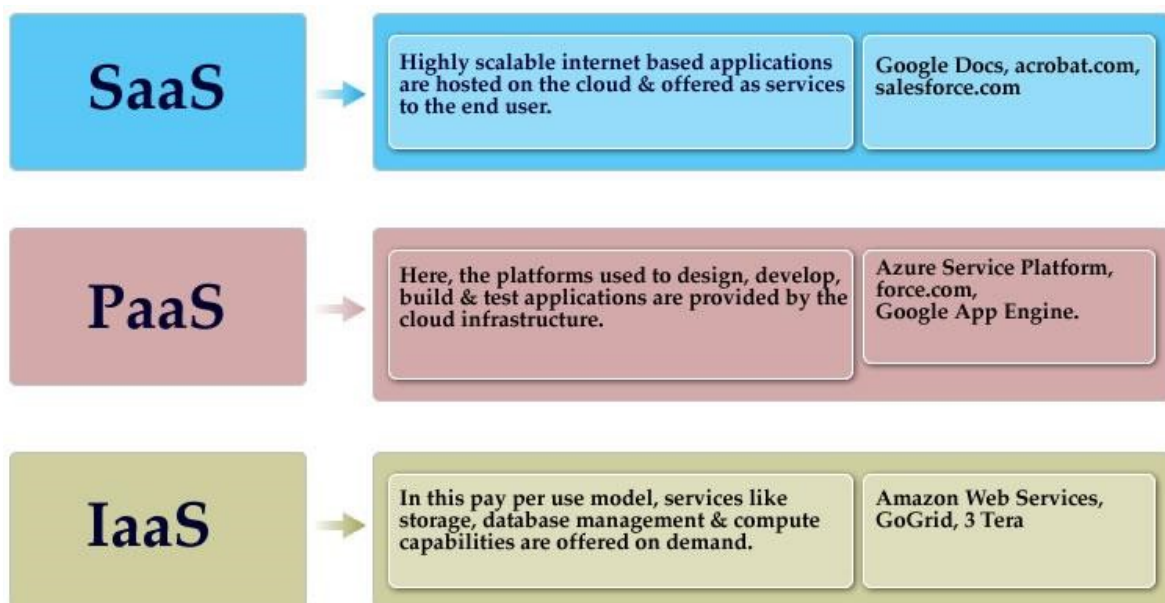 SaaS
Highly scalable internet based applications
are hosted on the cloud & offered as services
to the end user.
Google Docs, acrobat.com,
salesforce.com
PaaS
Here, the platforms used to design, develop,
build & test applications are provided by the
cloud infrastructure.
Azure Service Platform,
force.com,
Google App Engine.
IaaS
In this pay per use model, services like
storage, database management & compute
capabilities are offered on demand.
Amazon Web Services,
GoGrid, 3 Tera